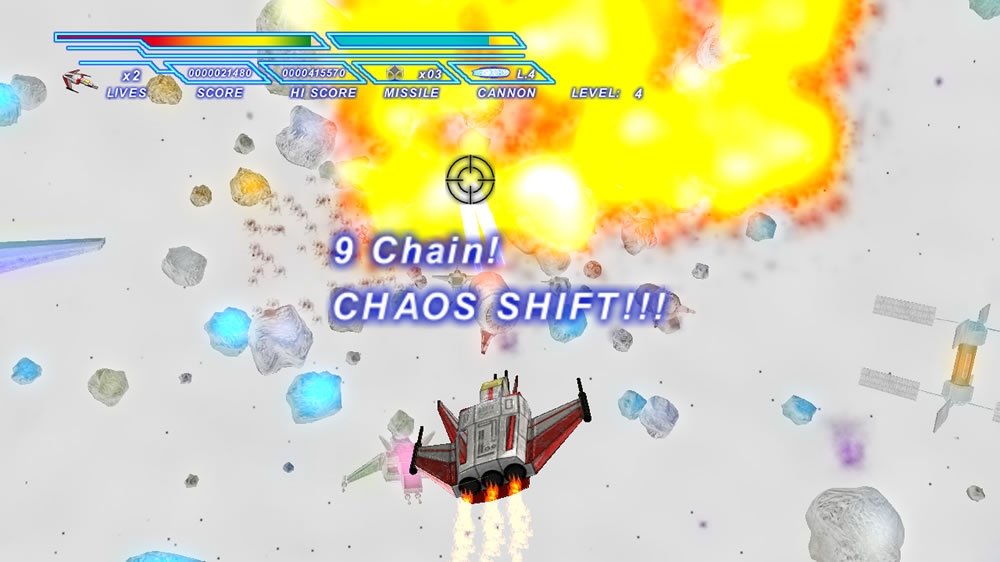 x2 0000021480 0000415570 x03 L.4
LIVES SCORE HI SCORE MISSILE CANNON LEVEL: 4
9 Chain!
CHAOS SHIFT!!!